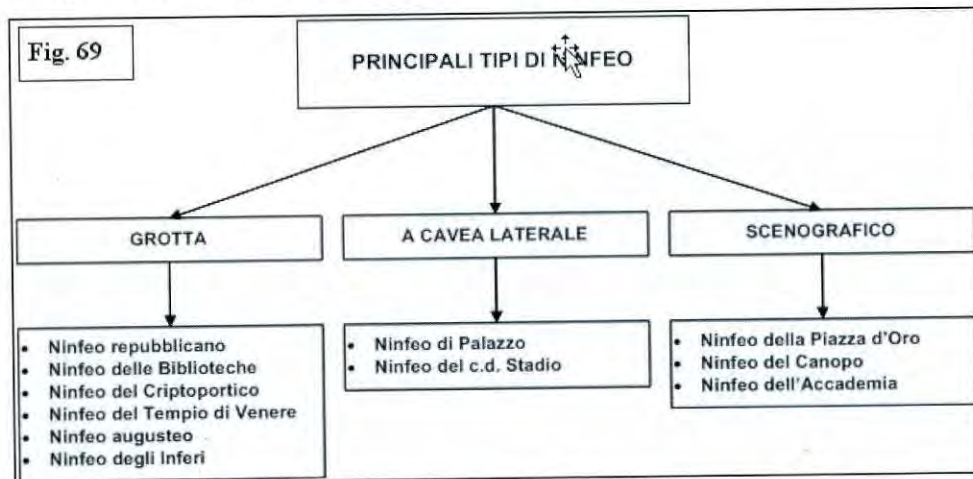 Fig. 69
PRINCIPALI TIPI DI NINFEO
GROTTA
A CAVEA LATERALE
SCENOGRAFICO
• Ninfeo repubblicano
• Ninfeo delle Biblioteche
• Ninfeo del Criptoportico
• Ninfeo del Tempio di Venere
• Ninfeo augusteo
• Ninfeo degli Inferi
• Ninfeo di Palazzo
• Ninfeo del c.d. Stadio
• Ninfeo della Piazza d'Oro
• Ninfeo del Canopo
• Ninfeo dell'Accademia